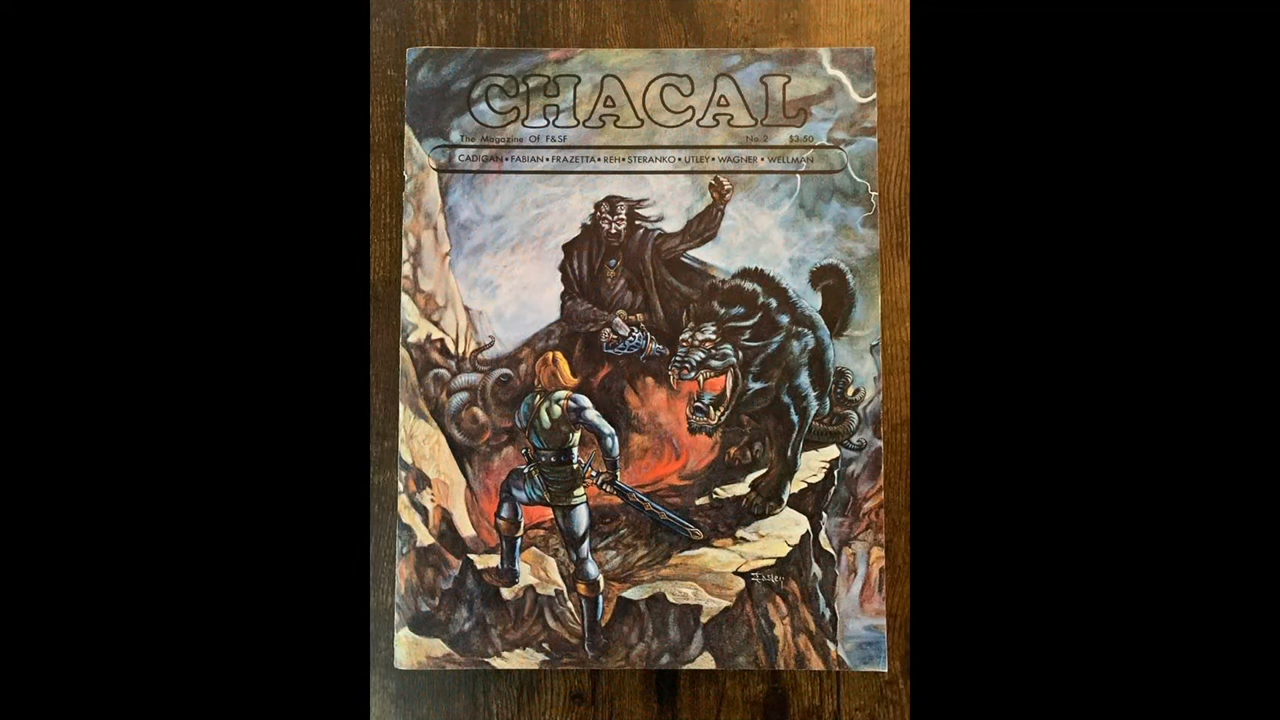 CHACAL
The Magazine Of F&SF No. 2 $3.50
CADIGAN • FABIAN • FRAZETTA • REH • STERANKO • UTLEY • WAGNER • WELLMAN
Easley